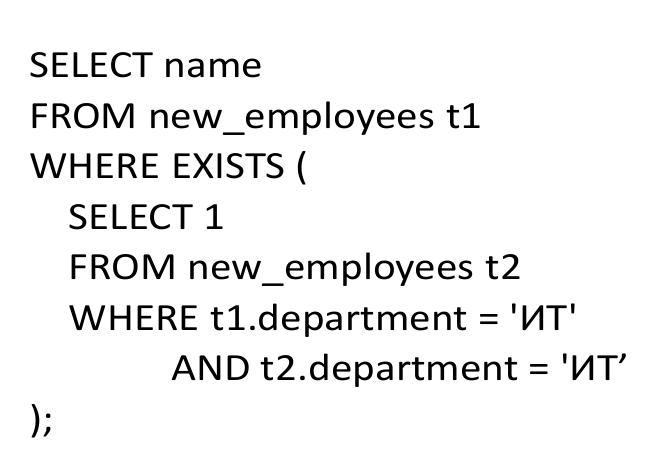 SELECT name
FROM new_employees t1
WHERE EXISTS (
SELECT 1
FROM new_employees t2
WHERE t1.department = 'ИТ'
AND t2.department = 'ИТ’
);